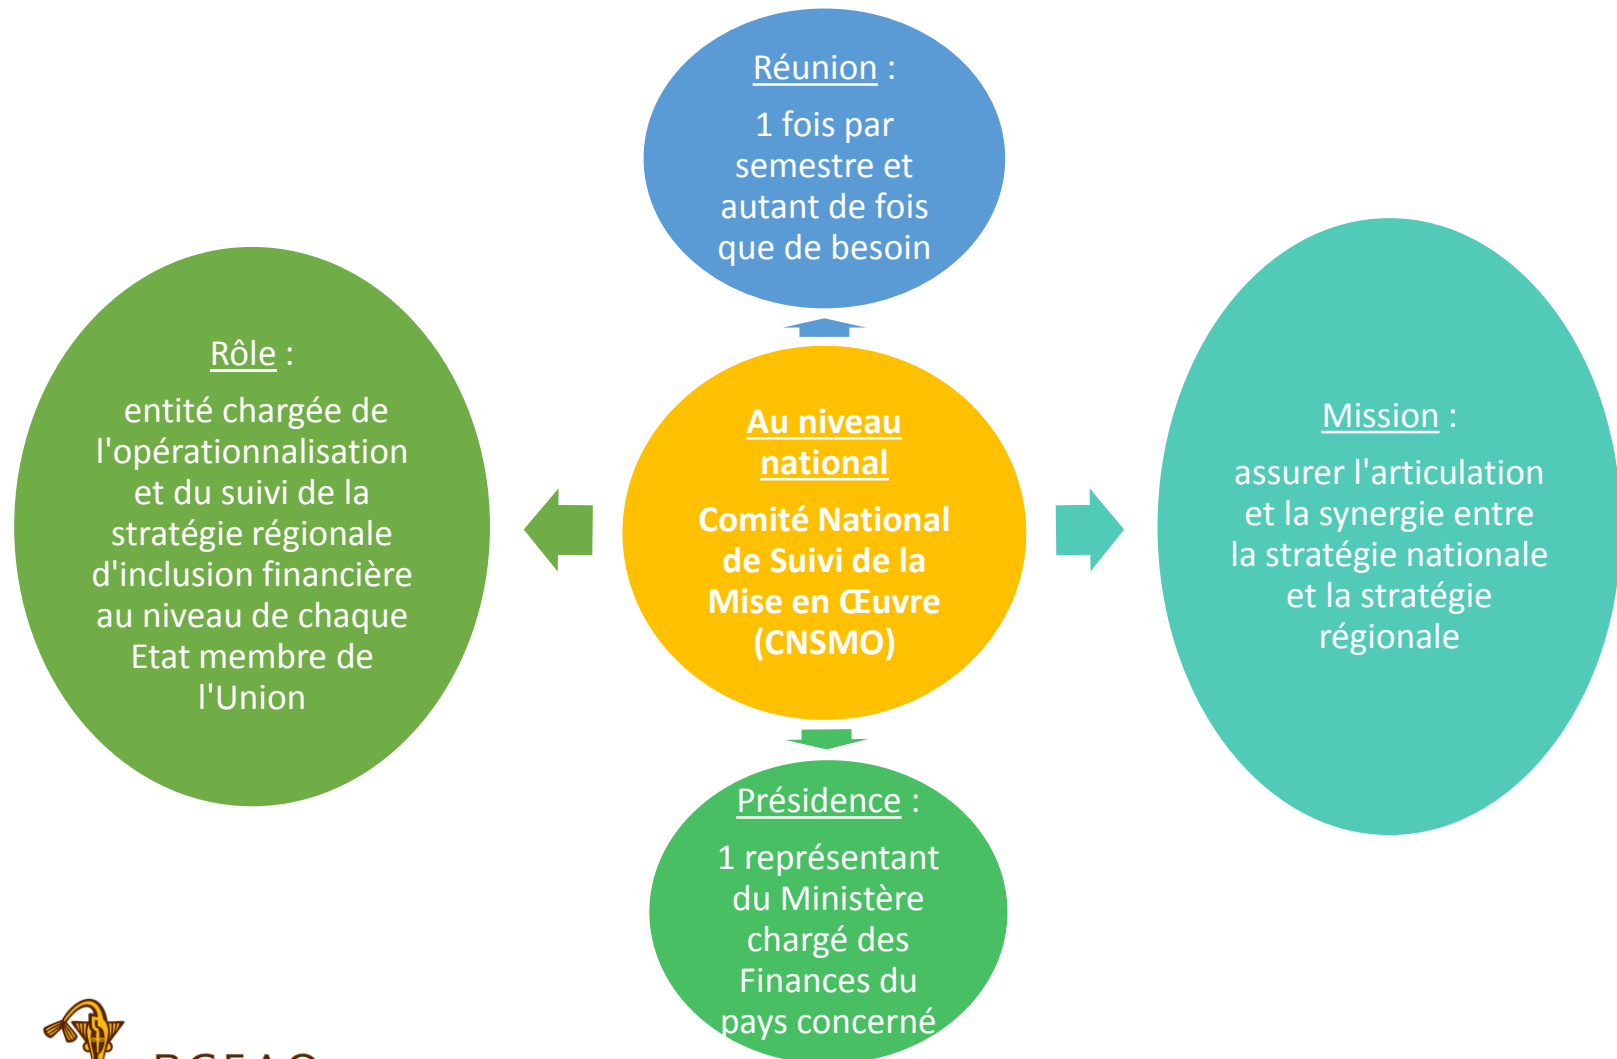 Réunion :
1 fois par
semestre et
autant de fois
que de besoin
Rôle :
entité chargée de
l'opérationnalisation
et du suivi de la
stratégie régionale
d'inclusion financière
au niveau de chaque
Etat membre de
l'Union
Au niveau
national
Comité National
de Suivi de la
Mise en Œuvre
(CNSMO)
Mission :
assurer l'articulation
et la synergie entre
la stratégie nationale
et la stratégie
régionale
Présidence :
1 représentant
du Ministère
chargé des
Finances du
pays concerné
BCEAO